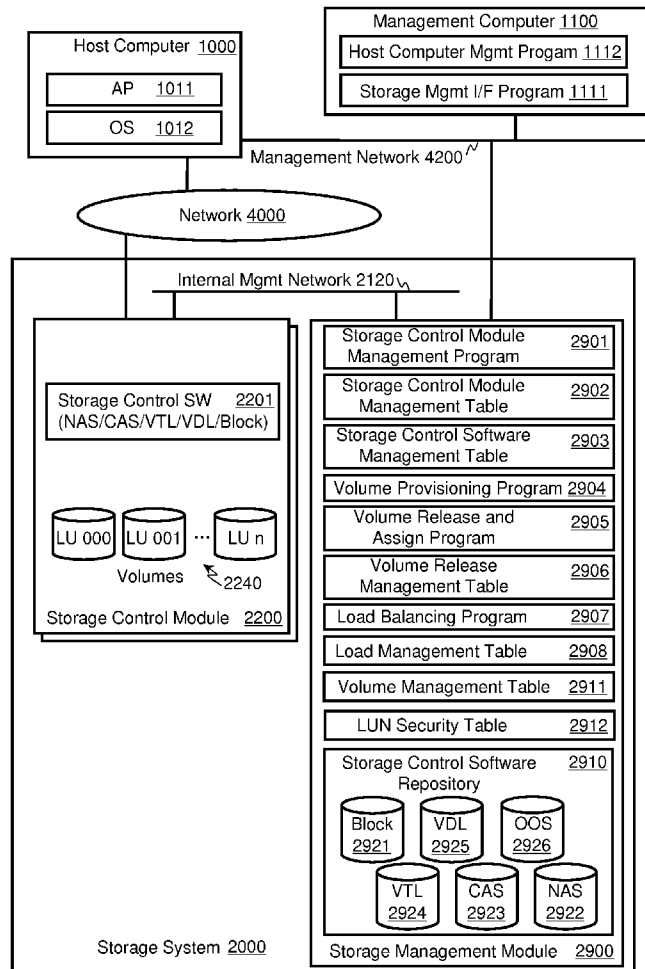 Host Computer 1000
AP 1011
OS 1012
Management Computer 1100
Host Computer Mgmt Progam 1112
Storage Mgmt I/F Program 1111
Management Network 4200
Network 4000
Internal Mgmt Network 2120
Storage Control SW 2201
(NAS/CAS/VTL/VDL/Block)
LU 000
LU 001
...
LU n
Volumes
2240
Storage Control Module 2200
Storage Control Module 2901
Management Program
Storage Control Module 2902
Management Table
Storage Control Software 2903
Management Table
Volume Provisioning Program 2904
Volume Release and 2905
Assign Program
Volume Release 2906
Management Table
Load Balancing Program 2907
Load Management Table 2908
Volume Management Table 2911
LUN Security Table 2912
Storage Control Software 2910
Repository
Block
2921
VDL
2925
OOS
2926
VTL
2924
CAS
2923
NAS
2922
Storage System 2000
Storage Management Module 2900